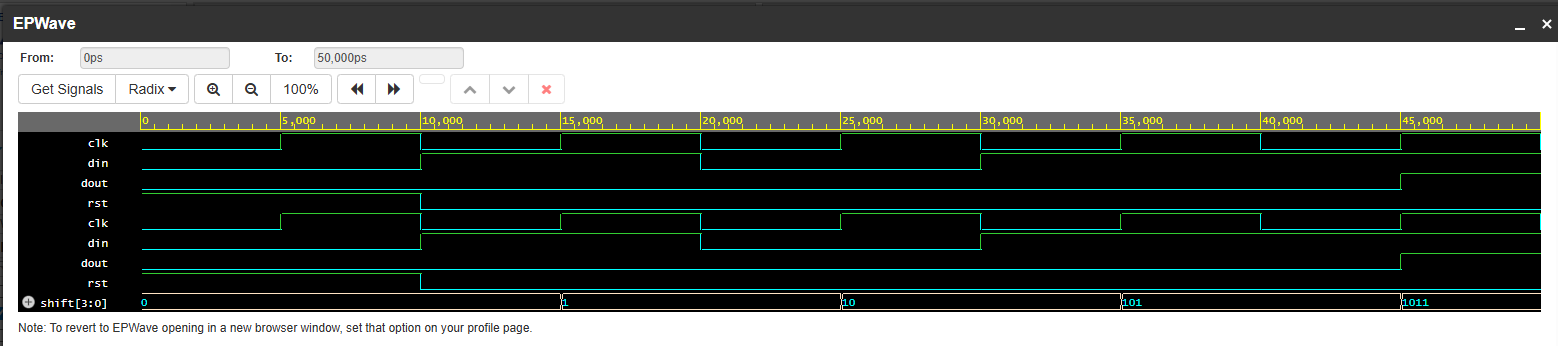 EPWave
From: 0ps To: 50,000ps
Get Signals Radix 100%
0 5,000 10,000 15,000 20,000 25,000 30,000 35,000 40,000 45,000
clk
din
dout
rst
clk
din
dout
rst
shift[3:0] 0 1 10 101 1011
Note: To revert to EPWave opening in a new browser window, set that option on your profile page.